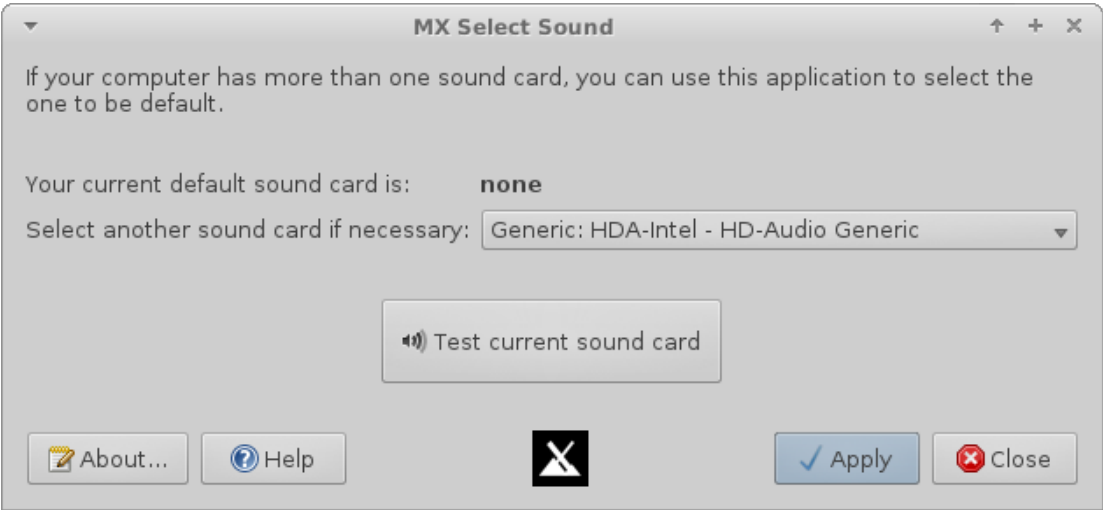 MX Select Sound
If your computer has more than one sound card, you can use this application to select the
one to be default.
Your current default sound card is: none
Select another sound card if necessary: Generic: HDA-Intel - HD-Audio Generic
Test current sound card
About... Help Apply Close